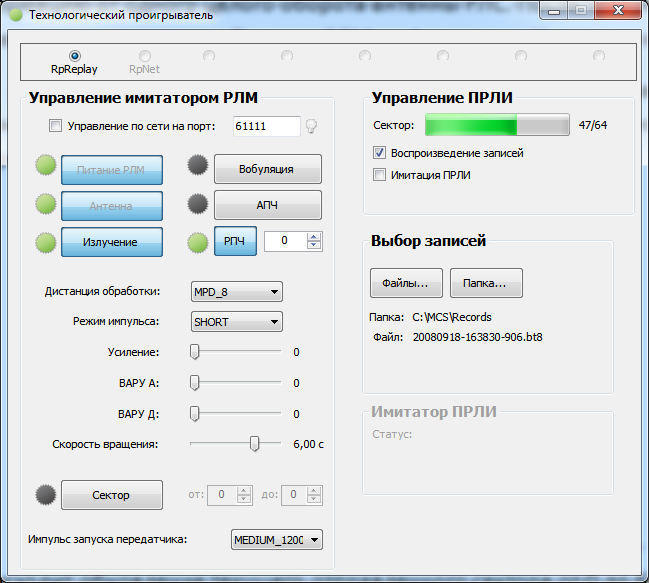 Технологический проигрыватель
RpReplay RpNet
Управление имитатором РЛМ
Управление по сети на порт: 61111
Питание РЛМ Вобуляция
Антенна АПЧ
Излучение РПЧ 0
Дистанция обработки: MPD_8
Режим импульса: SHORT
Усиление: 0
ВАРУ А: 0
ВАРУ Д: 0
Скорость вращения: 6,00 с
Сектор от: 0 до: 0
Импульс запуска передатчика: MEDIUM_1200
Управление ПРЛИ
Сектор: 47/64
Воспроизведение записей
Имитация ПРЛИ
Выбор записей
Файлы... Папка...
Папка: C:\MCS\Records
Файл: 20080918-163830-906.bt8
Имитатор ПРЛИ
Статус: